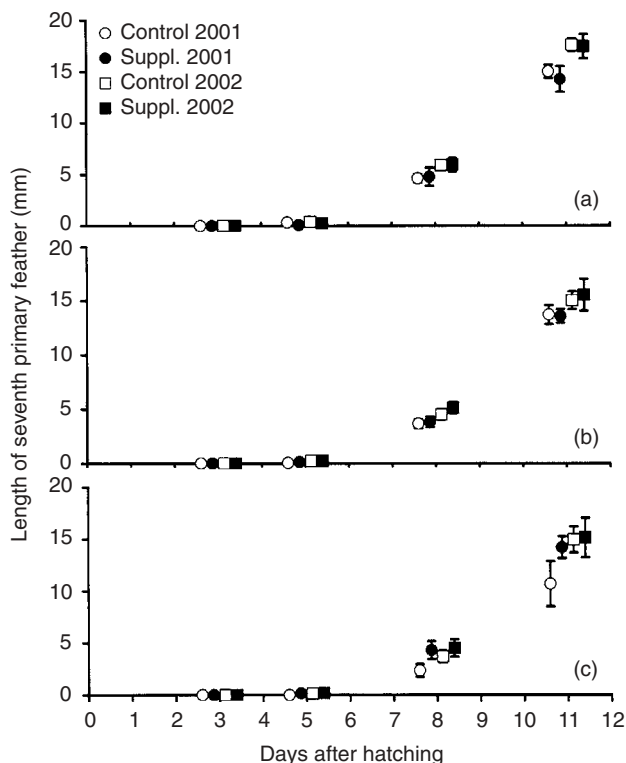 Control 2001
Suppl. 2001
Control 2002
Suppl. 2002
20
15
10
5
0
(a)
20
15
10
5
0
(b)
20
15
10
5
0
(c)
0 1 2 3 4 5 6 7 8 9 10 11 12
Days after hatching
Length of seventh primary feather (mm)